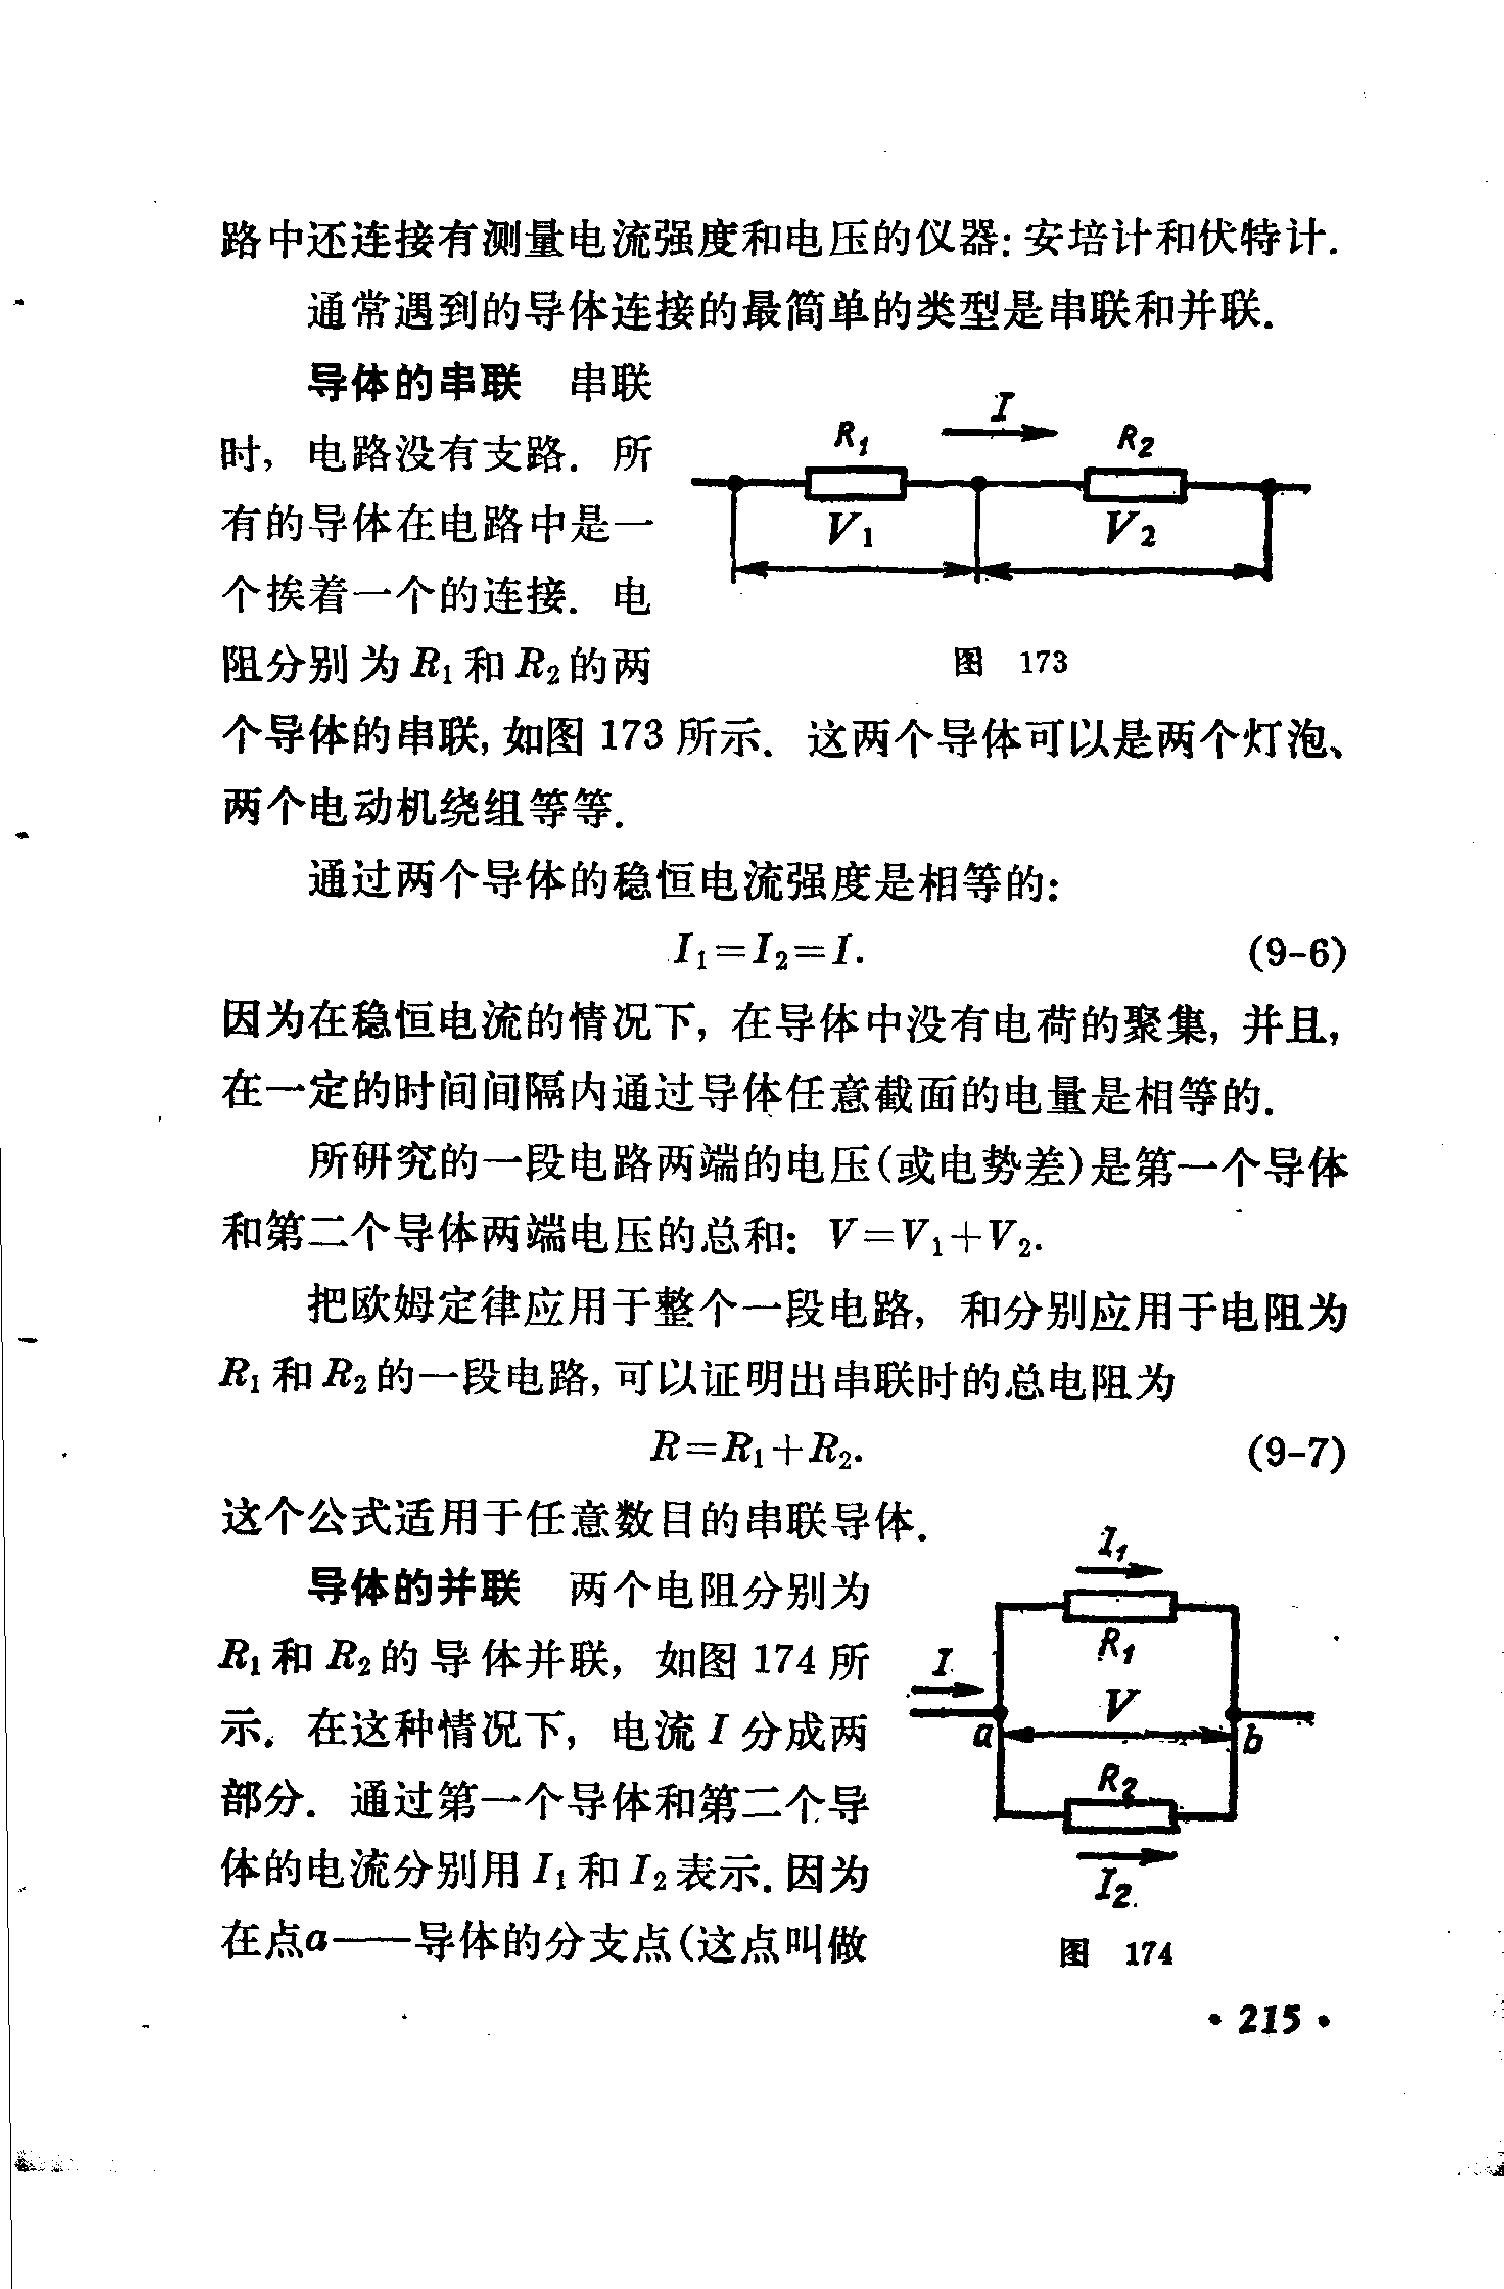 路中还连接有测量电流强度和电压的仪器:安培计和伏特计.
通常遇到的导体连接的最简单的类型是串联和并联.
导体的串联 串联
时, 电路没有支路. 所
有的导体在电路中是一
个挨着一个的连接. 电
阻分别为R₁和R₂的两
I
R₁ R₂
V₁ V₂
图 173
个导体的串联,如图 173 所示. 这两个导体可以是两个灯泡、
两个电动机绕组等等.
通过两个导体的稳恒电流强度是相等的:
I₁=I₂=I. (9-6)
因为在稳恒电流的情况下, 在导体中没有电荷的聚集, 并且,
在一定的时间间隔内通过导体任意截面的电量是相等的.
所研究的一段电路两端的电压(或电势差)是第一个导体
和第二个导体两端电压的总和: V=V₁+V₂.
把欧姆定律应用于整个一段电路, 和分别应用于电阻为
R₁和R₂的一段电路,可以证明出串联时的总电阻为
R=R₁+R₂. (9-7)
这个公式适用于任意数目的串联导体.
导体的并联 两个电阻分别为
R₁和R₂的导体并联, 如图 174 所
示. 在这种情况下, 电流 I 分成两
部分. 通过第一个导体和第二个导
体的电流分别用I₁和I₂表示.因为
在点a——导体的分支点(这点叫做
I₁
R₁
I
V
a b
R₂
I₂
图 174
• 215 •